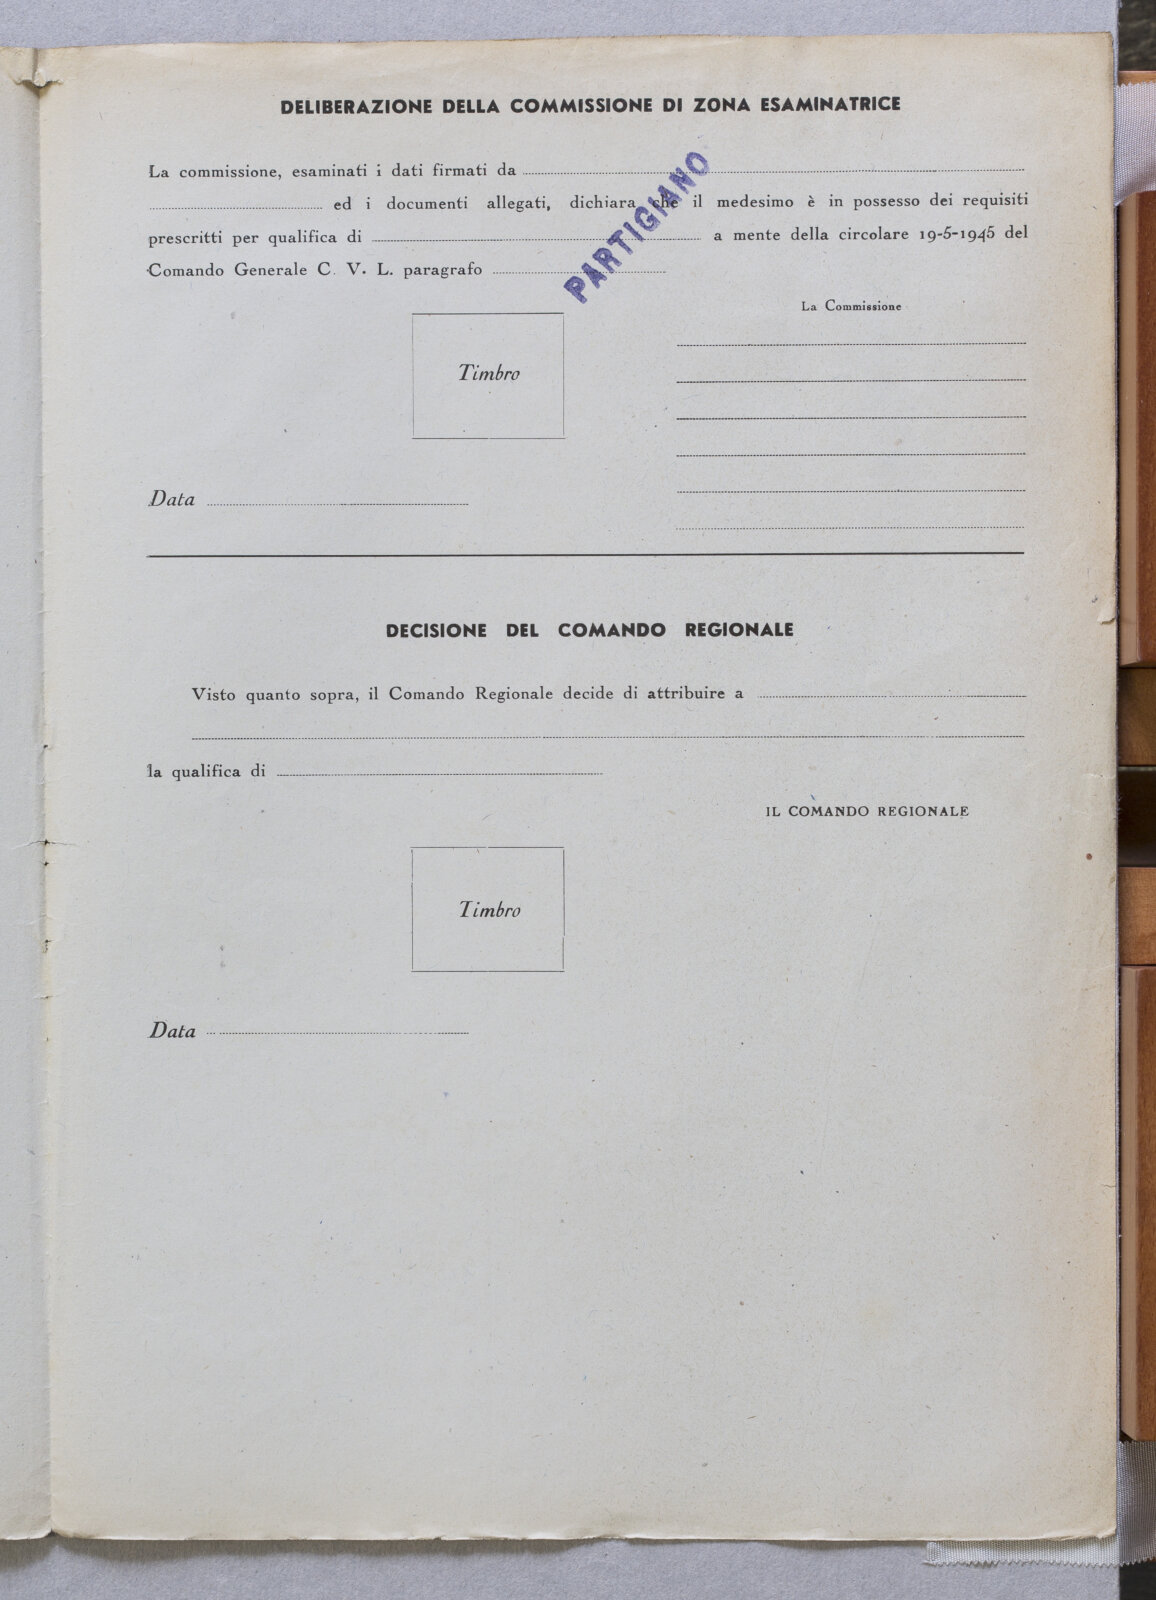 DELIBERAZIONE DELLA COMMISSIONE DI ZONA ESAMINATRICE
La commissione, esaminati i dati firmati da
ed i documenti allegati, dichiara che il medesimo è in possesso dei requisiti
prescritti per qualifica di a mente della circolare 19-5-1945 del
Comando Generale C. V. L. paragrafo
PARTIGIANO
La Commissione
Timbro
Data
DECISIONE DEL COMANDO REGIONALE
Visto quanto sopra, il Comando Regionale decide di attribuire a
la qualifica di
IL COMANDO REGIONALE
Timbro
Data